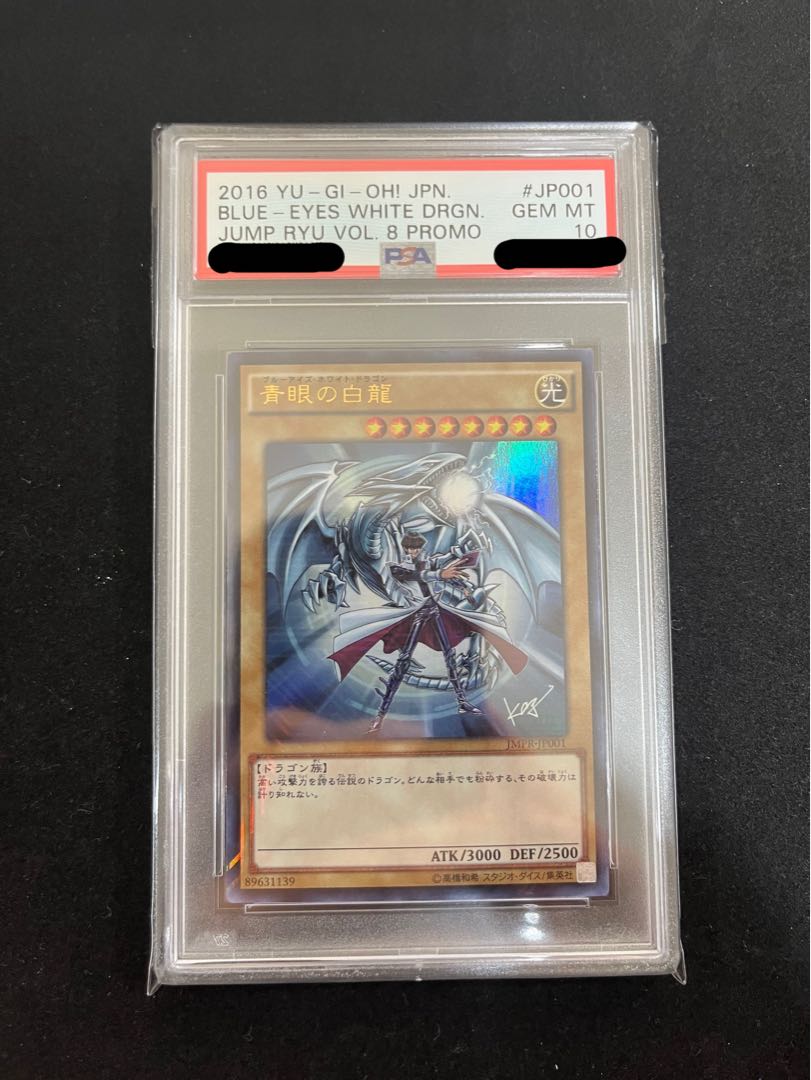 2016 YU-GI-OH! JPN. #JP001
BLUE-EYES WHITE DRGN. GEM MT
JUMP RYU VOL. 8 PROMO 10
PSA
ブルーアイズ・ホワイト・ドラゴン
青眼の白龍
光
JMPR-JP001
【ドラゴン族】
高い攻撃力を誇る伝説のドラゴン。どんな相手でも粉砕する、その破壊力は
計り知れない。
ATK/3000 DEF/2500
89631139 ©高橋和希 スタジオ・ダイス/集英社